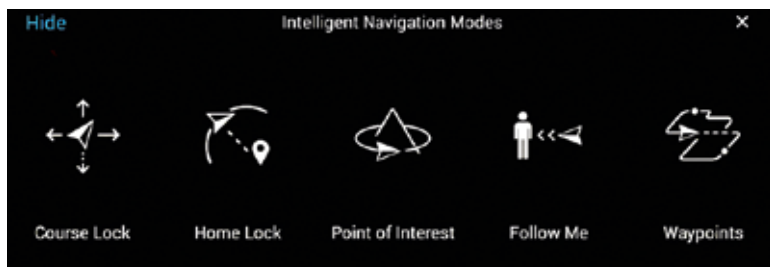 Hide
Intelligent Navigation Modes
Course Lock
Home Lock
Point of Interest
Follow Me
Waypoints